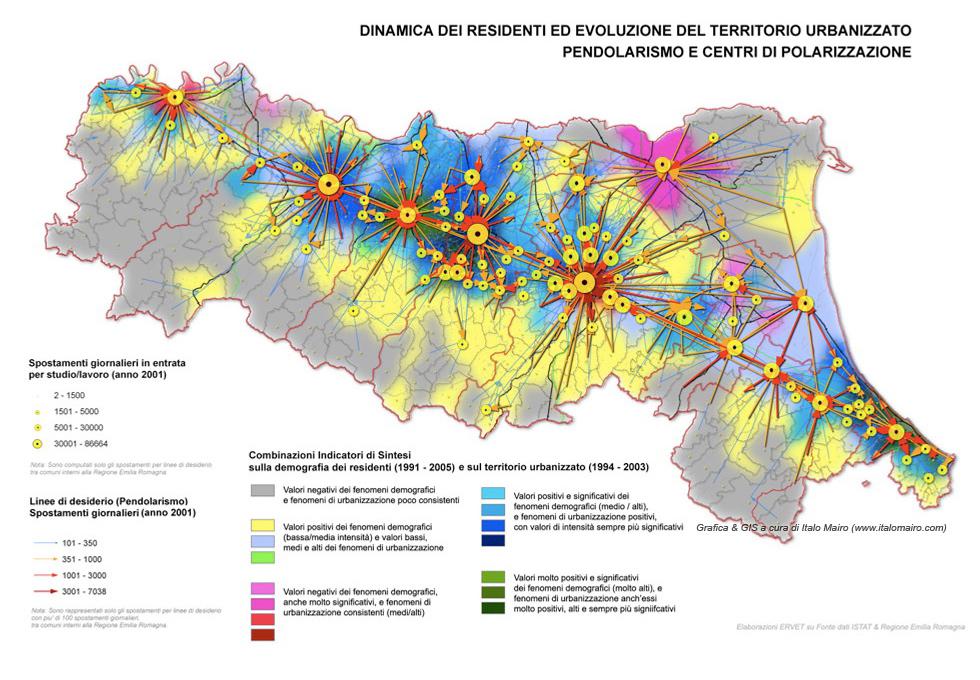 DINAMICA DEI RESIDENTI ED EVOLUZIONE DEL TERRITORIO URBANIZZATO
PENDOLARISMO E CENTRI DI POLARIZZAZIONE
Spostamenti giornalieri in entrata
per studio/lavoro (anno 2001)
2 - 1500
1501 - 5000
5001 - 30000
30001 - 86664
Nota: Sono computati solo gli spostamenti per linee di desiderio
tra comuni interni alla Regione Emilia Romagna
Linee di desiderio (Pendolarismo)
Spostamenti giornalieri (anno 2001)
101 - 350
351 - 1000
1001 - 3000
3001 - 7038
Nota: Sono rappresentati solo gli spostamenti per linee di desiderio
con piu' di 100 spostamenti giornalieri,
tra comuni interni alla Regione Emilia Romagna
Combinazioni Indicatori di Sintesi
sulla demografia dei residenti (1991 - 2005) e sul territorio urbanizzato (1994 - 2003)
Valori negativi dei fenomeni demografici
e fenomeni di urbanizzazione poco consistenti
Valori positivi dei fenomeni demografici
(bassa/media intensità) e valori bassi,
medi e alti dei fenomeni di urbanizzazione
Valori negativi dei fenomeni demografici,
anche molto significativi, e fenomeni di
urbanizzazione consistenti (medi/alti)
Valori positivi e significativi dei
fenomeni demografici (medio / alti),
e fenomeni di urbanizzazione positivi,
con valori di intensità sempre più significativi
Valori molto positivi e significativi
dei fenomeni demografici (molto alti), e
fenomeni di urbanizzazione anch'essi
molto positivi, alti e sempre più signiifcativi
Grafica & GIS a cura di Italo Mairo (www.italomairo.com)
Elaborazioni ERVET su Fonte dati ISTAT & Regione Emilia Romagna